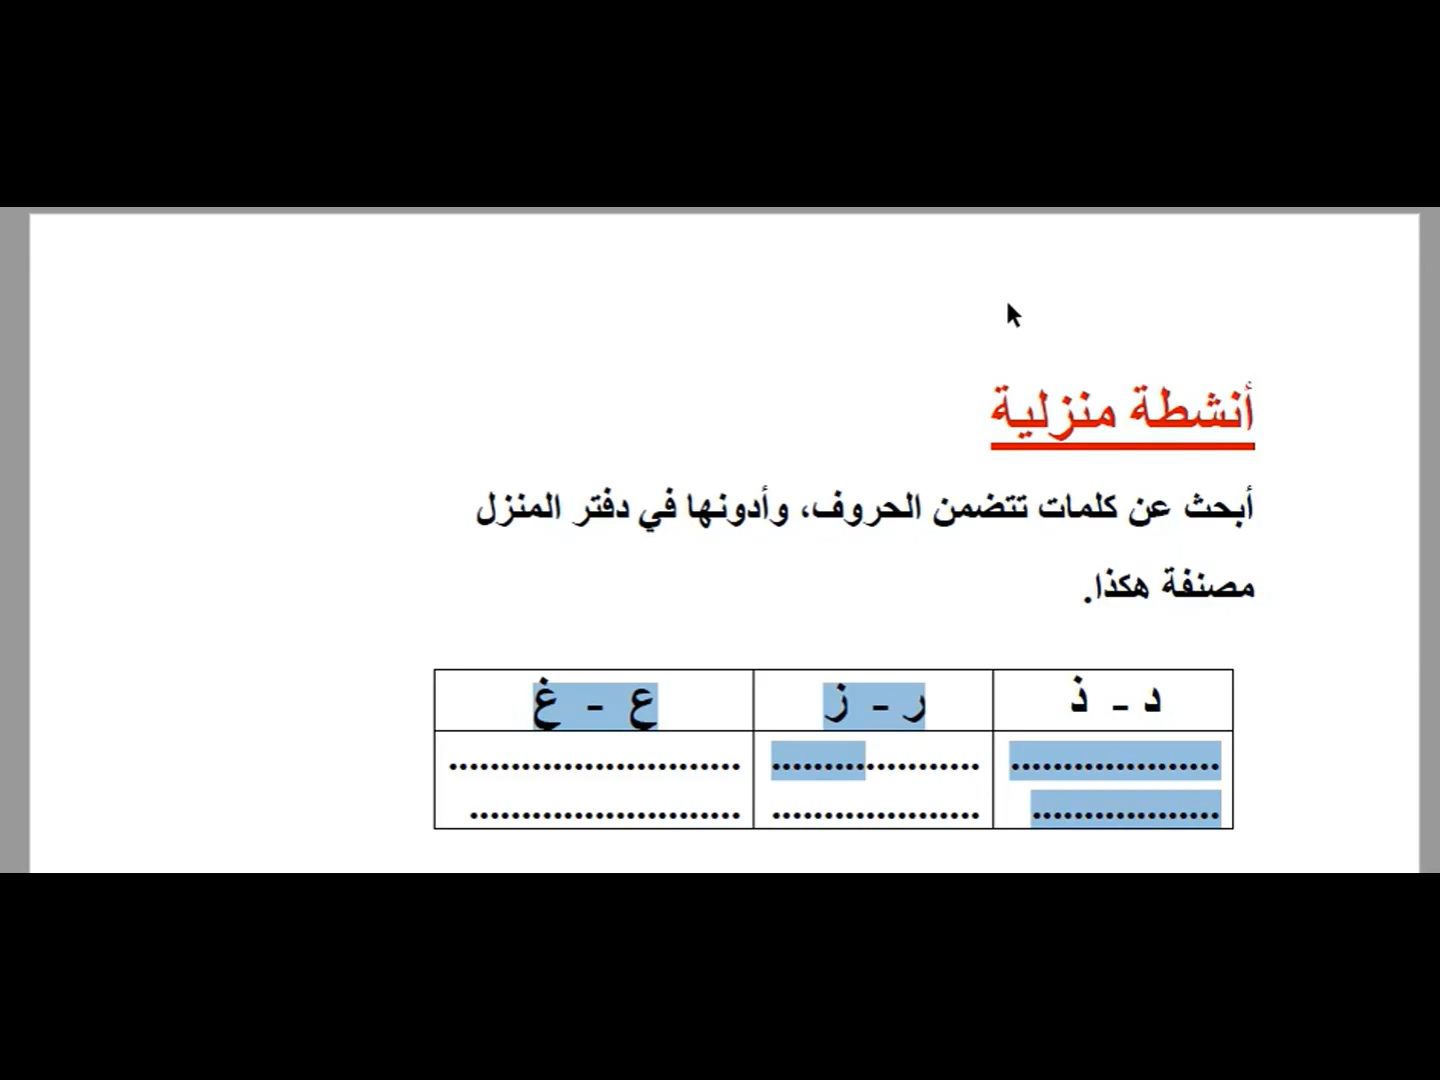 أنشطة منزلية
أبحث عن كلمات تتضمن الحروف، وأدونها في دفتر المنزل
مصنفة هكذا.
د - ذ ر - ز ع - غ
.................... .................... ............................
.................. .................... ..........................